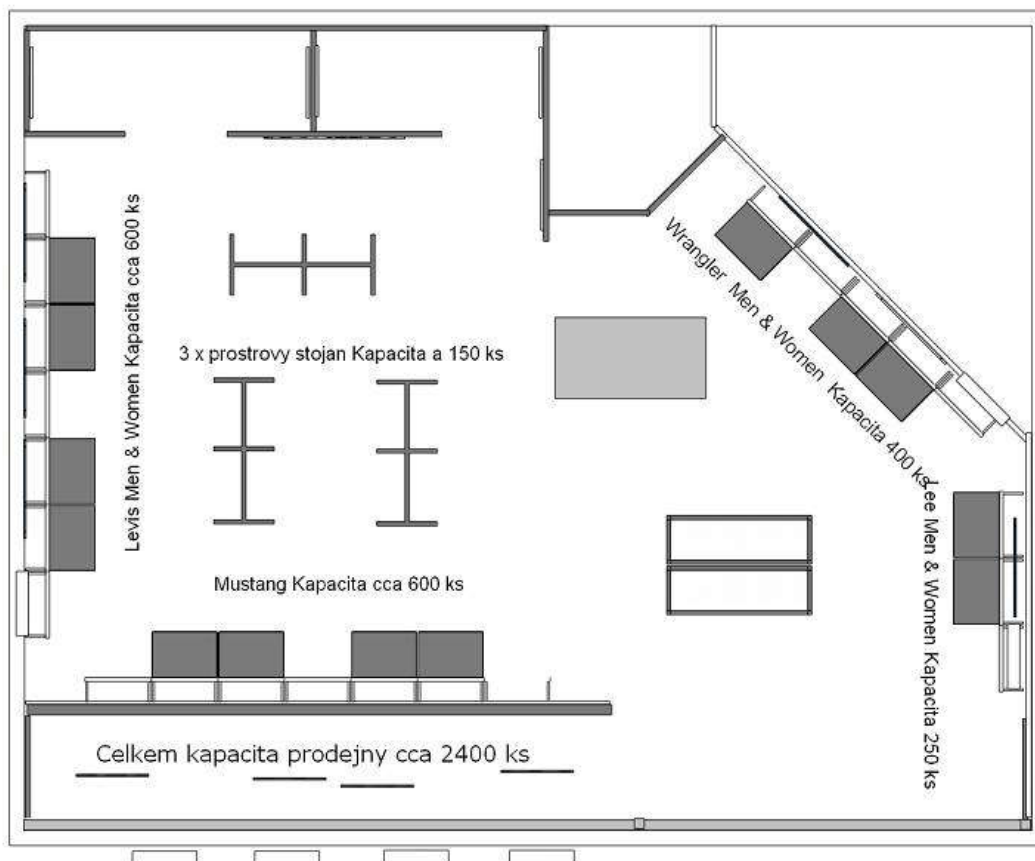 Levis Men & Women Kapacita cca 600 ks
Wrangler Men & Women Kapacita 400 ks
3 x prostrovy stojan Kapacita a 150 ks
Lee Men & Women Kapacita 250 ks
Mustang Kapacita cca 600 ks
Celkem kapacita prodejny cca 2400 ks